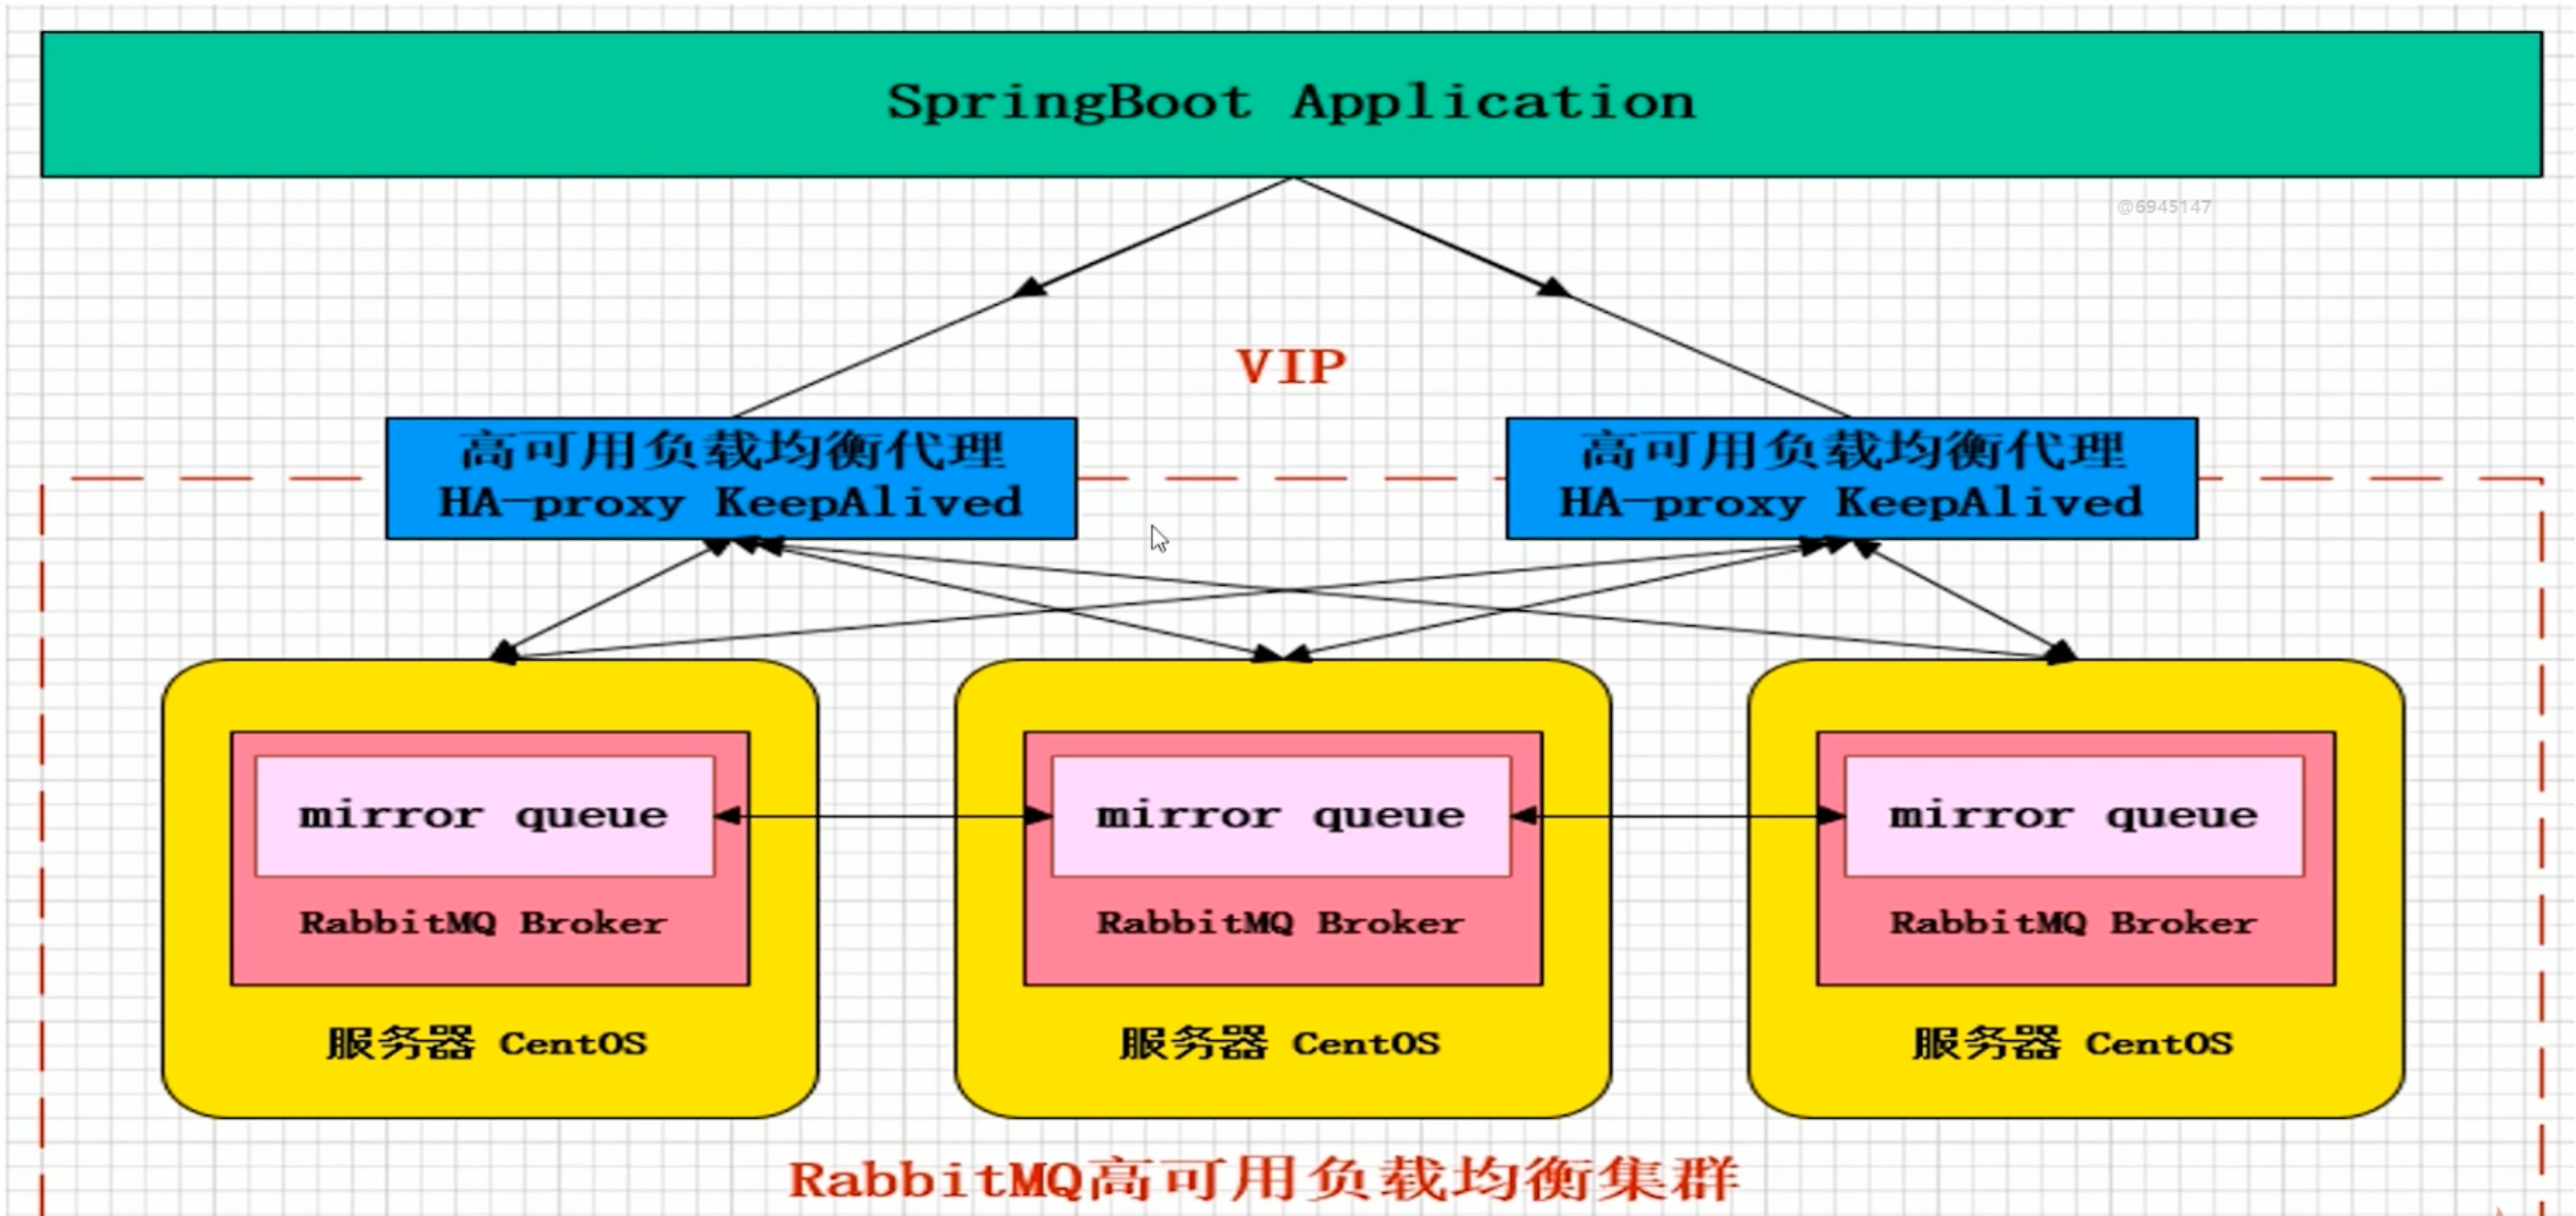 SpringBoot Application
@6945147
VIP
高可用负载均衡代理
HA-proxy KeepAlived
高可用负载均衡代理
HA-proxy KeepAlived
mirror queue
RabbitMQ Broker
服务器 CentOS
mirror queue
RabbitMQ Broker
服务器 CentOS
mirror queue
RabbitMQ Broker
服务器 CentOS
RabbitMQ高可用负载均衡集群